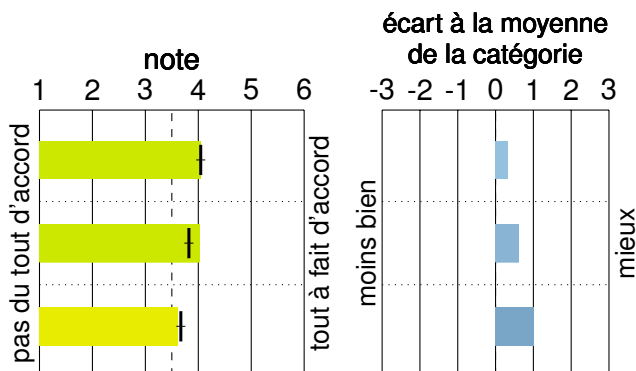 note
1 2 3 4 5 6
pas du tout d'accord
tout à fait d'accord
écart à la moyenne
de la catégorie
-3 -2 -1 0 1 2 3
moins bien
mieux